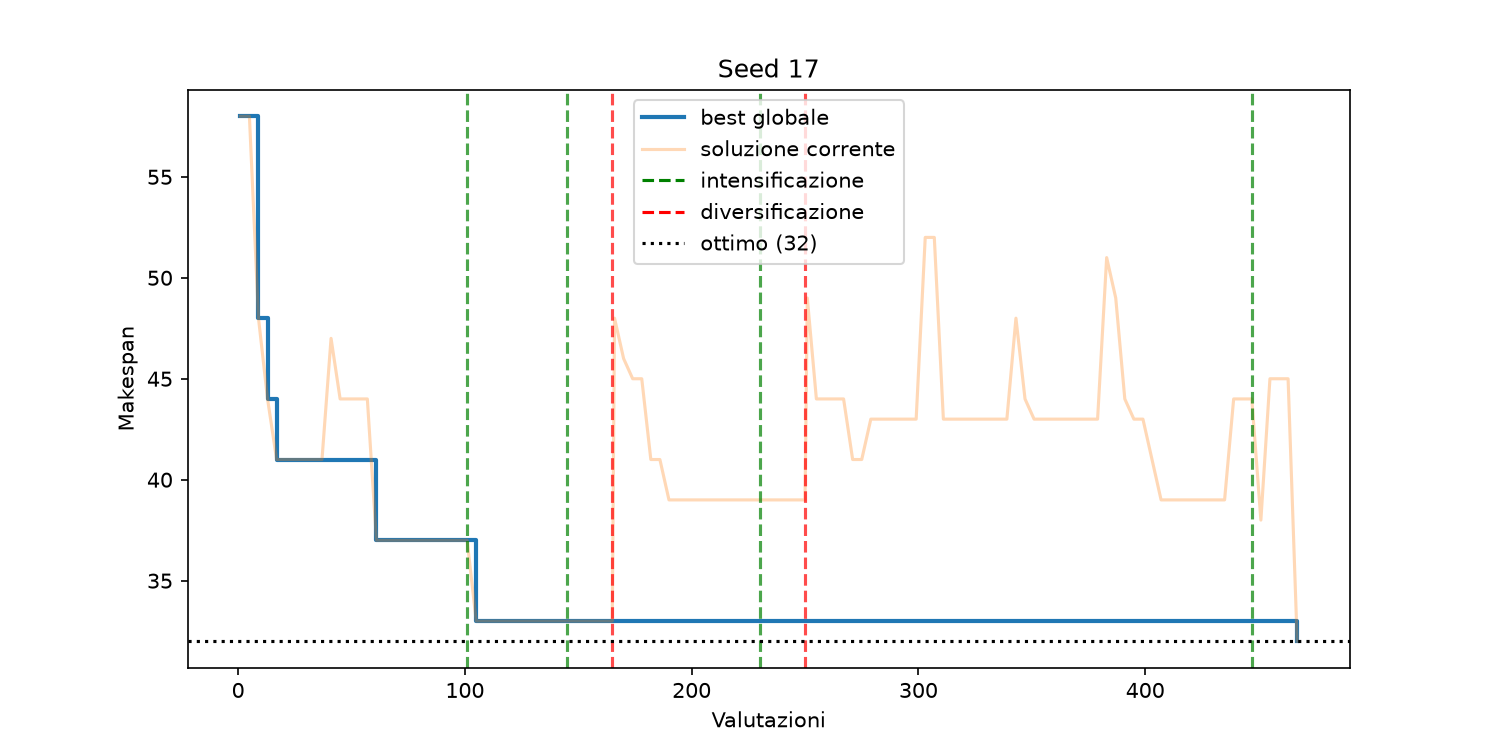 Seed 17
best globale
soluzione corrente
intensificazione
diversificazione
ottimo (32)
Makespan
55
50
45
40
35
0 100 200 300 400
Valutazioni